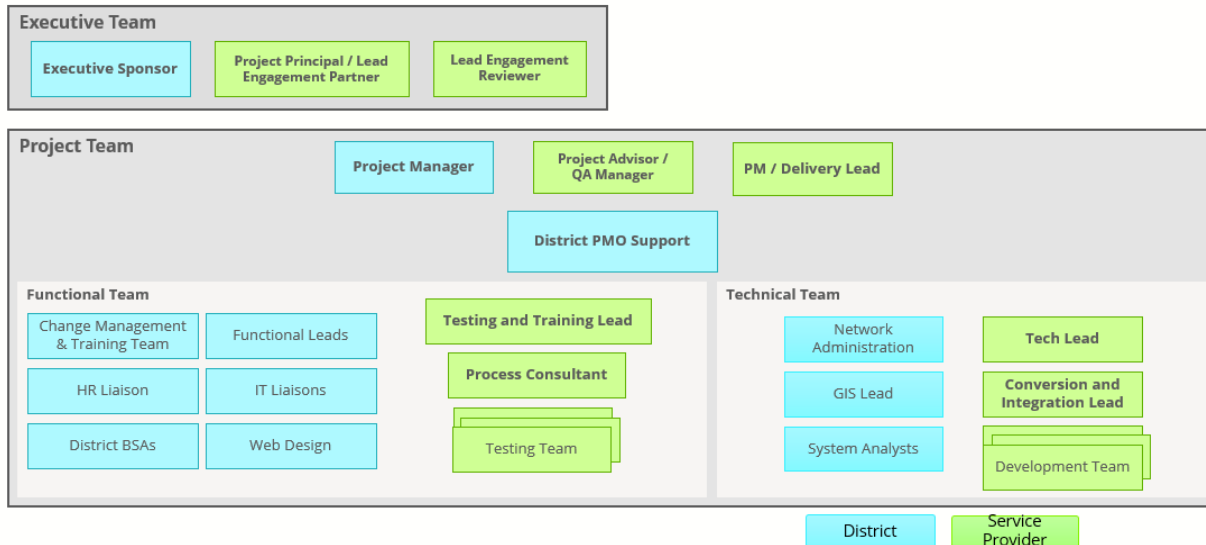 Executive Team
Executive Sponsor
Project Principal / Lead
Engagement Partner
Lead Engagement
Reviewer
Project Team
Project Manager
Project Advisor /
QA Manager
PM / Delivery Lead
District PMO Support
Functional Team
Change Management
& Training Team
Functional Leads
HR Liaison
IT Liaisons
District BSAs
Web Design
Testing and Training Lead
Process Consultant
Testing Team
Technical Team
Network
Administration
GIS Lead
System Analysts
Tech Lead
Conversion and
Integration Lead
Development Team
District
Service
Provider